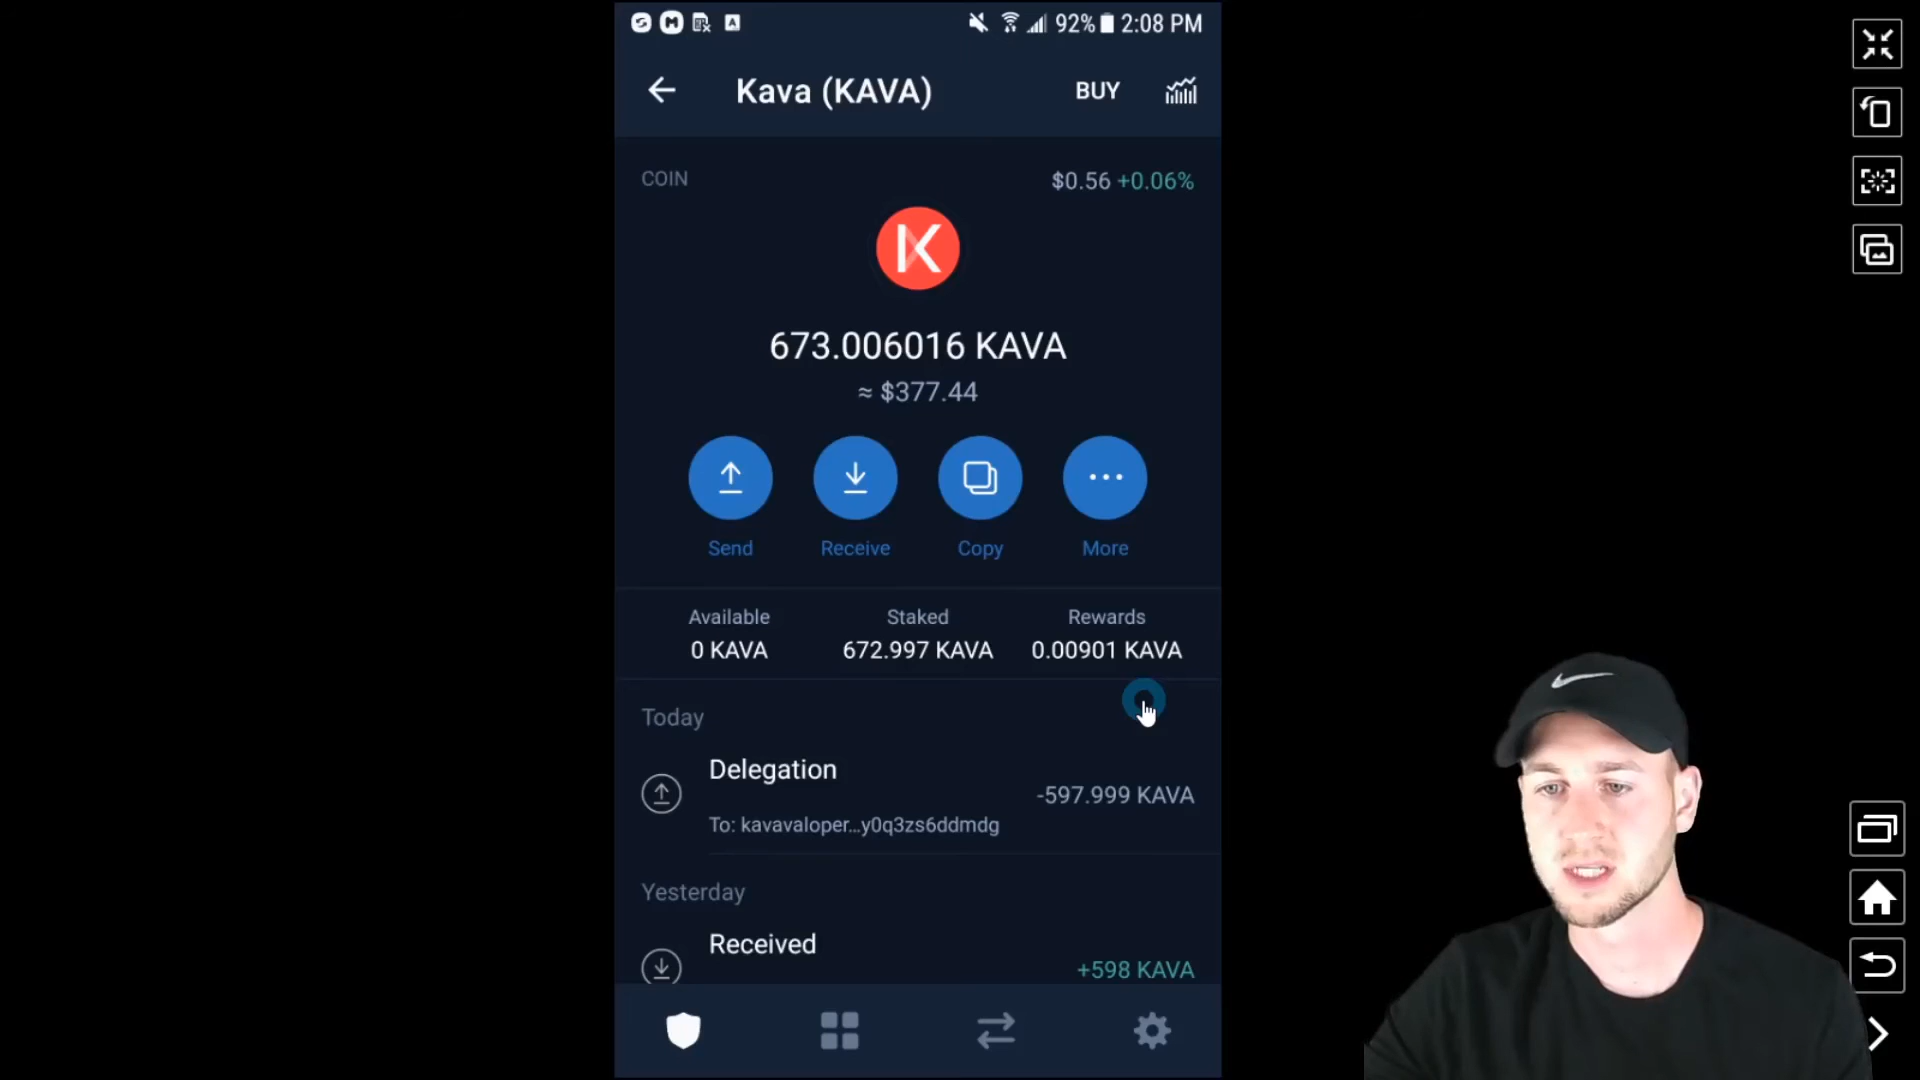 92% 2:08 PM
Kava (KAVA)
BUY
COIN
$0.56 +0.06%
673.006016 KAVA
≈ $377.44
Send
Receive
Copy
More
Available
Staked
Rewards
0 KAVA
672.997 KAVA
0.00901 KAVA
Today
Delegation
-597.999 KAVA
To: kavavaloper...y0q3zs6ddmdg
Yesterday
Received
+598 KAVA